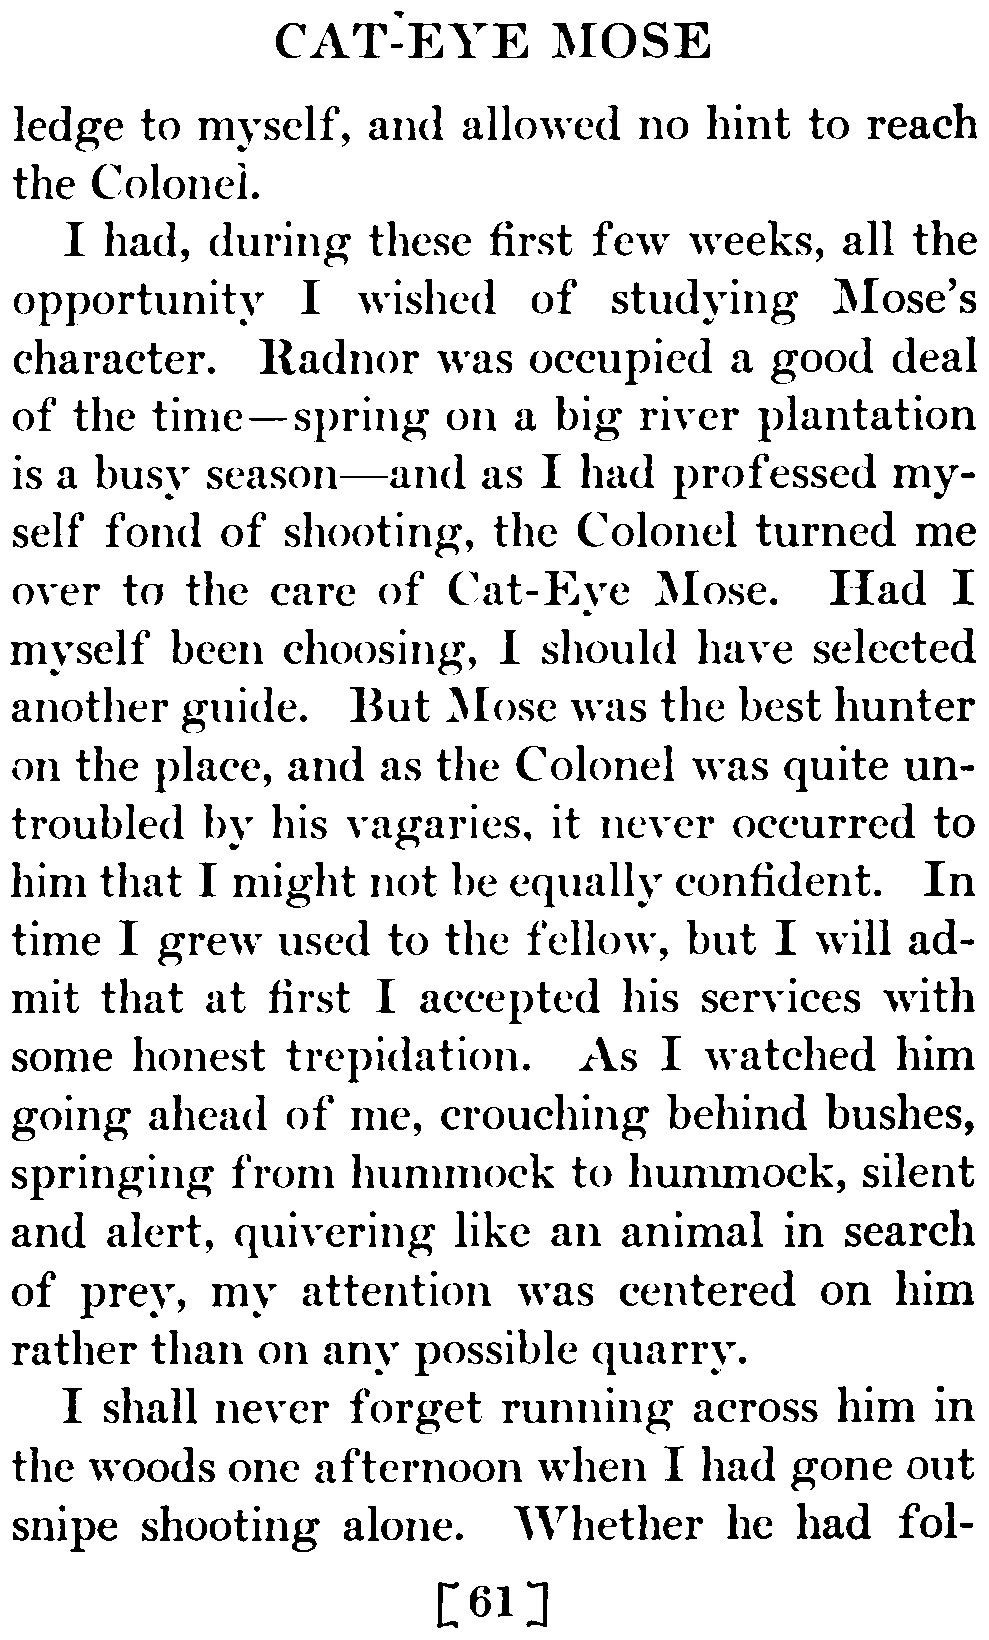 CAT-EYE MOSE
ledge to myself, and allowed no hint to reach
the Colonel.
I had, during these first few weeks, all the
opportunity I wished of studying Mose's
character. Radnor was occupied a good deal
of the time—spring on a big river plantation
is a busy season—and as I had professed my-
self fond of shooting, the Colonel turned me
over to the care of Cat-Eye Mose. Had I
myself been choosing, I should have selected
another guide. But Mose was the best hunter
on the place, and as the Colonel was quite un-
troubled by his vagaries, it never occurred to
him that I might not be equally confident. In
time I grew used to the fellow, but I will ad-
mit that at first I accepted his services with
some honest trepidation. As I watched him
going ahead of me, crouching behind bushes,
springing from hummock to hummock, silent
and alert, quivering like an animal in search
of prey, my attention was centered on him
rather than on any possible quarry.
I shall never forget running across him in
the woods one afternoon when I had gone out
snipe shooting alone. Whether he had fol-
[61]